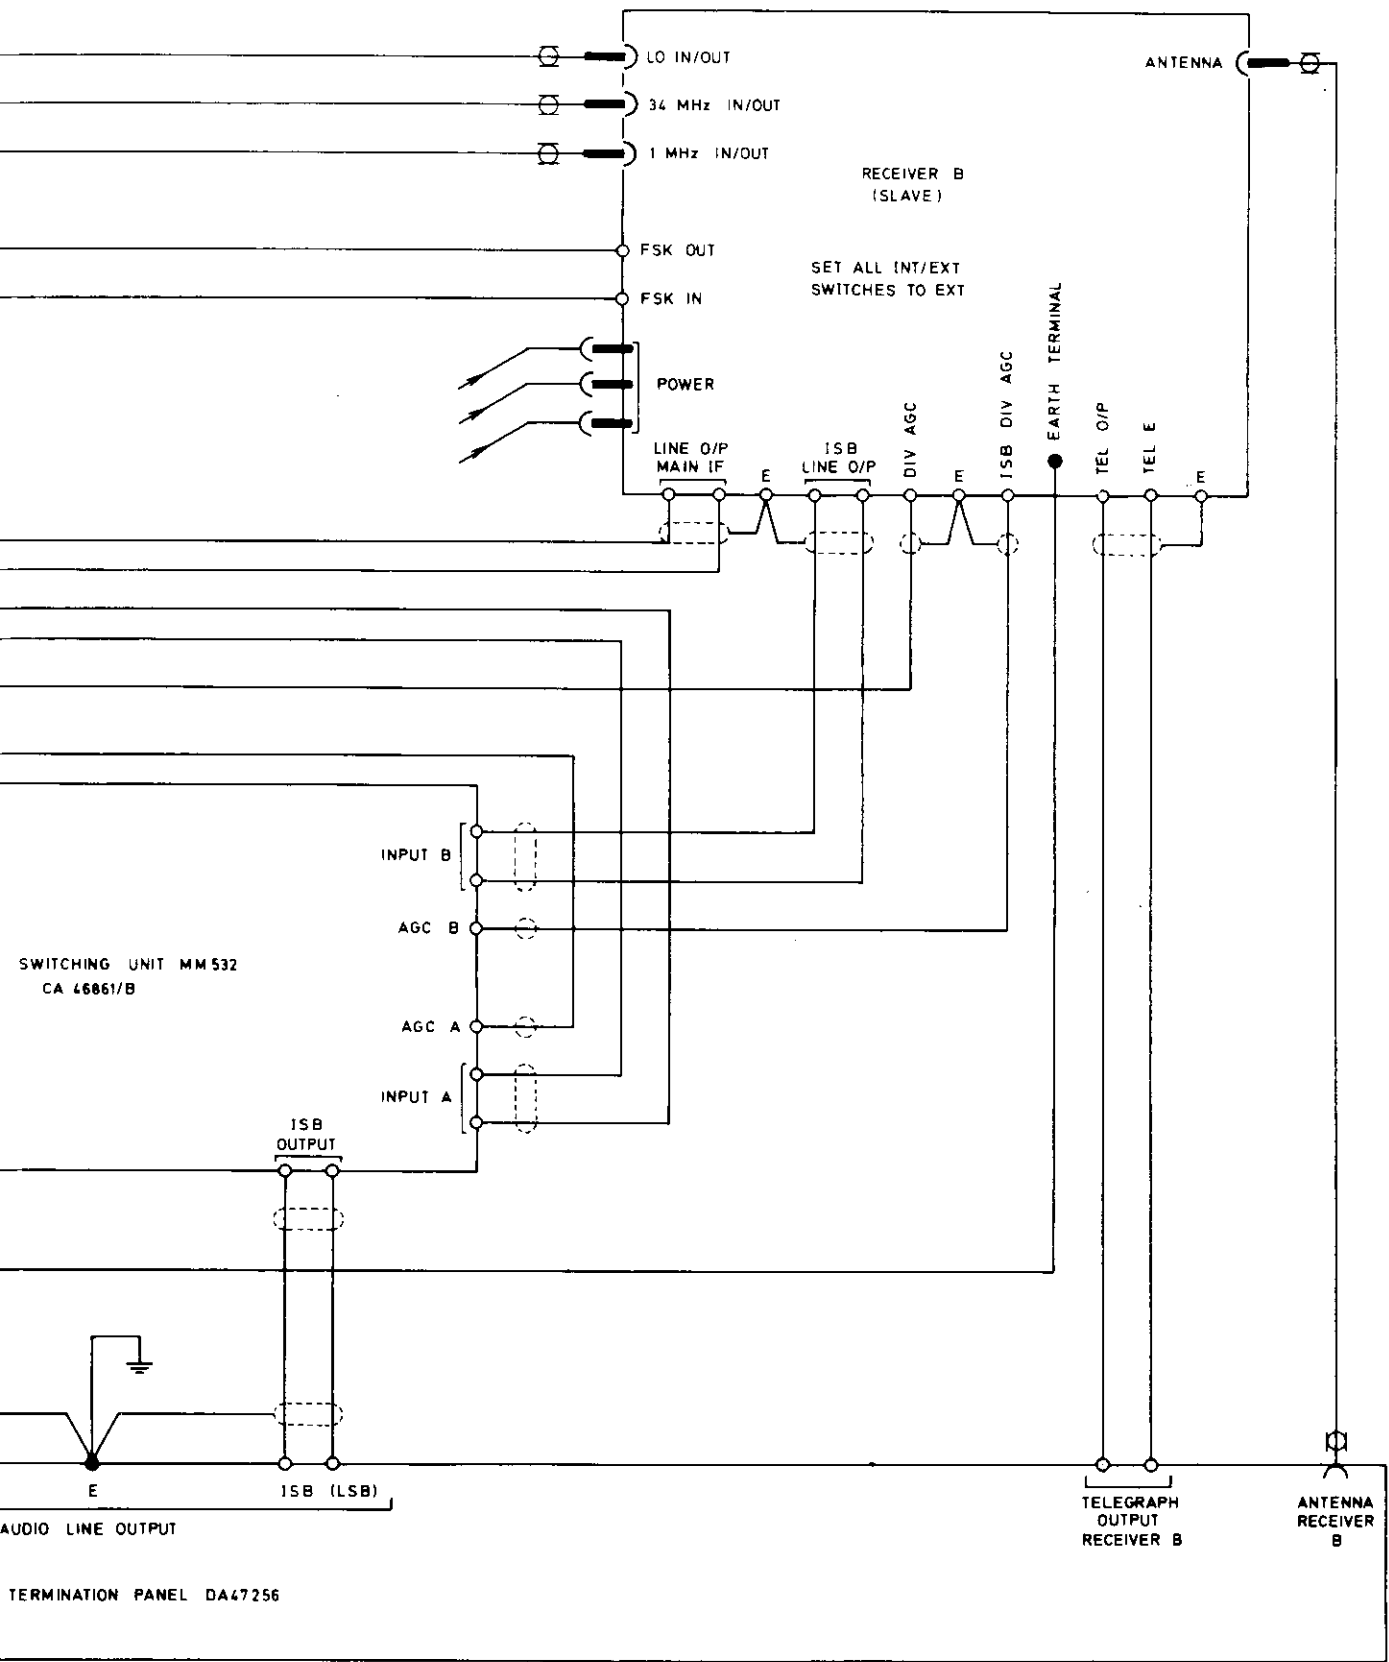 LO IN/OUT
ANTENNA
34 MHz IN/OUT
1 MHz IN/OUT
RECEIVER B
(SLAVE)
FSK OUT
SET ALL INT/EXT
SWITCHES TO EXT
FSK IN
POWER
LINE O/P
MAIN IF
E
ISB
LINE O/P
DIV AGC
E
ISB DIV AGC
EARTH TERMINAL
TEL O/P
TEL E
E
INPUT B
AGC B
SWITCHING UNIT MM532
CA 46861/B
AGC A
INPUT A
ISB
OUTPUT
E
ISB (LSB)
AUDIO LINE OUTPUT
TELEGRAPH
OUTPUT
RECEIVER B
ANTENNA
RECEIVER
B
TERMINATION PANEL DA47256